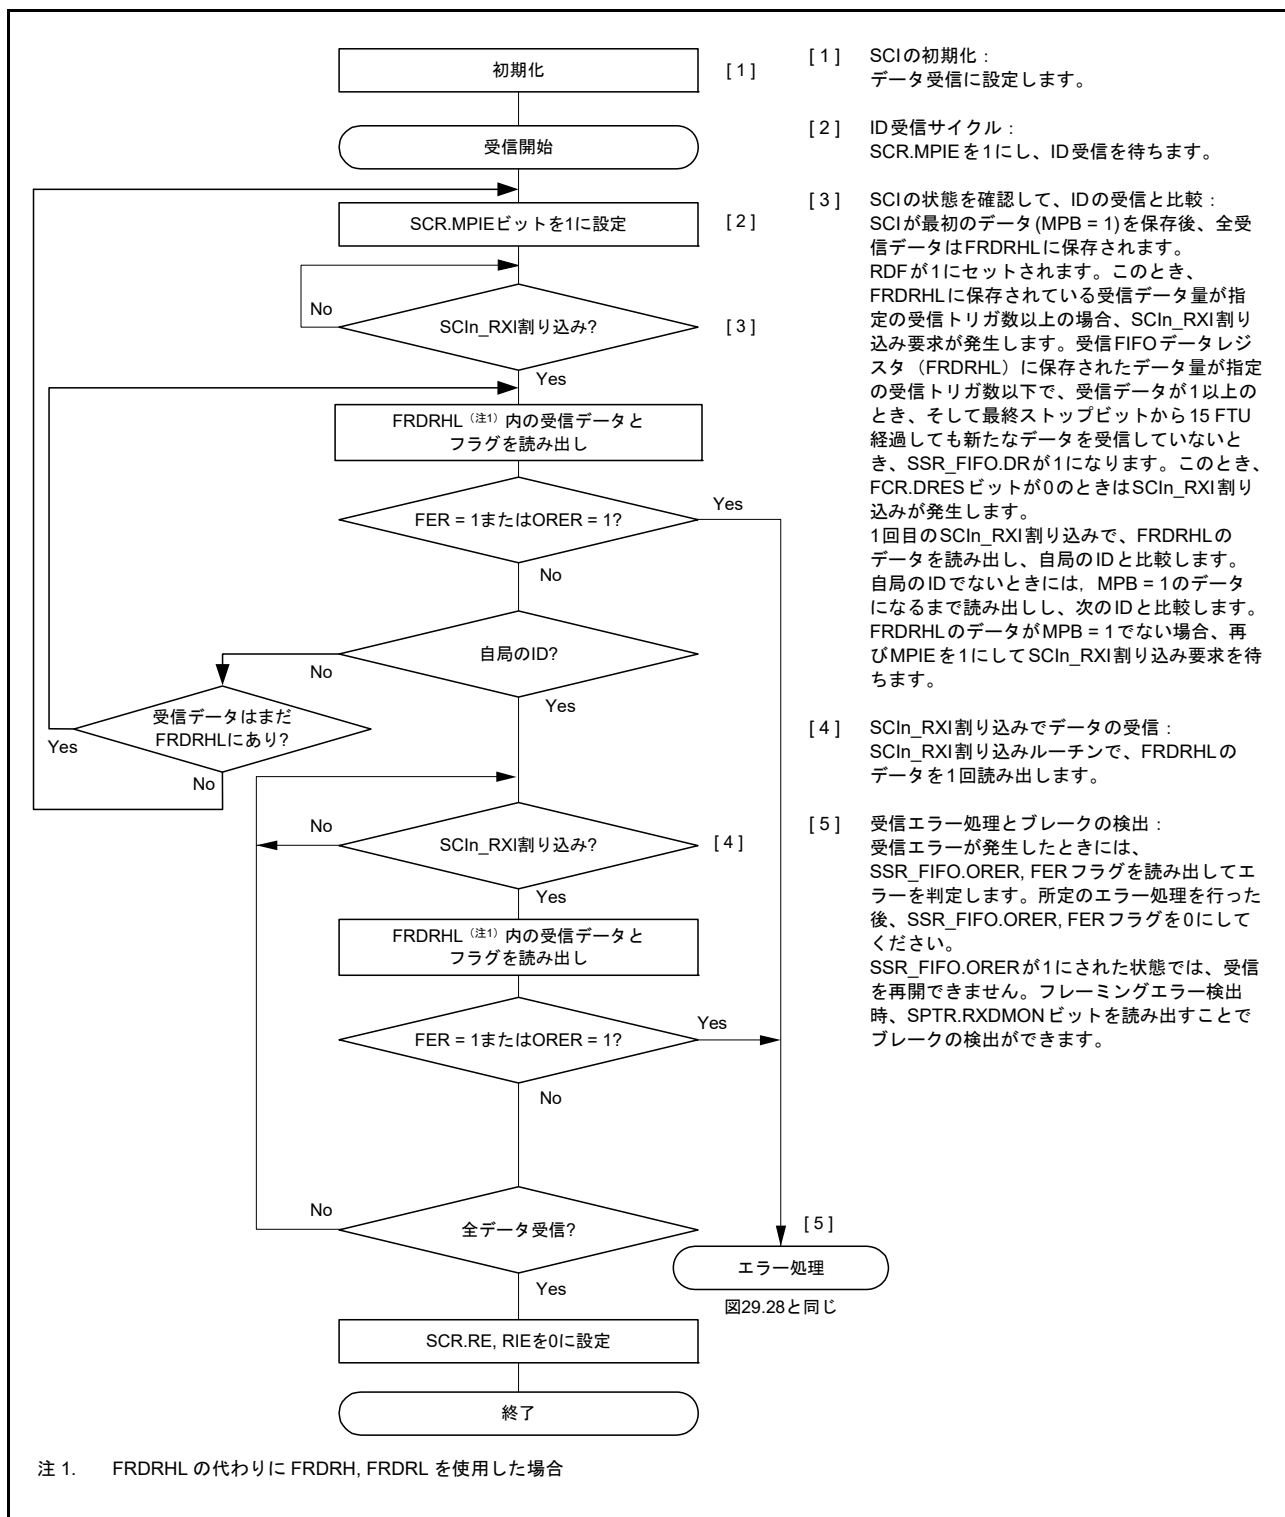 初期化
[ 1 ]
受信開始
SCR.MPIEビットを1に設定
[ 2 ]
No
SCIn_RXI割り込み?
[ 3 ]
Yes
FRDRHL（注1）内の受信データと
フラグを読み出し
Yes
FER = 1またはORER = 1?
No
自局のID?
No
Yes
受信データはまだ
FRDRHLにあり?
Yes
No
No
SCIn_RXI割り込み?
[ 4 ]
Yes
FRDRHL（注1）内の受信データと
フラグを読み出し
Yes
FER = 1またはORER = 1?
No
No
全データ受信?
[ 5 ]
エラー処理
図29.28と同じ
Yes
SCR.RE, RIEを0に設定
終了
[ 1 ] SCIの初期化：
データ受信に設定します。
[ 2 ] ID受信サイクル：
SCR.MPIEを1にし、ID受信を待ちます。
[ 3 ] SCIの状態を確認して、IDの受信と比較：
SCIが最初のデータ(MPB = 1)を保存後、全受
信データはFRDRHLに保存されます。
RDFが1にセットされます。このとき、
FRDRHLに保存されている受信データ量が指
定の受信トリガ数以上の場合、SCIn_RXI割り
込み要求が発生します。受信FIFOデータレジ
スタ（FRDRHL）に保存されたデータ量が指定
の受信トリガ数以下で、受信データが1以上の
とき、そして最終ストップビットから15 FTU
経過しても新たなデータを受信していないと
き、SSR_FIFO.DRが1になります。このとき、
FCR.DRESビットが0のときはSCIn_RXI割り
込みが発生します。
1回目のSCIn_RXI割り込みで、FRDRHLの
データを読み出し、自局のIDと比較します。
自局のIDでないときには, MPB = 1のデータ
になるまで読み出しし、次のIDと比較します。
FRDRHLのデータがMPB = 1でない場合、再
びMPIEを1にしてSCIn_RXI割り込み要求を待
ちます。
[ 4 ] SCIn_RXI割り込みでデータの受信：
SCIn_RXI割り込みルーチンで、FRDRHLの
データを1回読み出します。
[ 5 ] 受信エラー処理とブレークの検出：
受信エラーが発生したときには、
SSR_FIFO.ORER, FERフラグを読み出してエ
ラーを判定します。所定のエラー処理を行った
後、SSR_FIFO.ORER, FERフラグを0にして
ください。
SSR_FIFO.ORERが1にされた状態では、受信
を再開できません。フレーミングエラー検出
時、SPTR.RXDMONビットを読み出すことで
ブレークの検出ができます。
注 1. FRDRHL の代わりに FRDRH, FRDRL を使用した場合